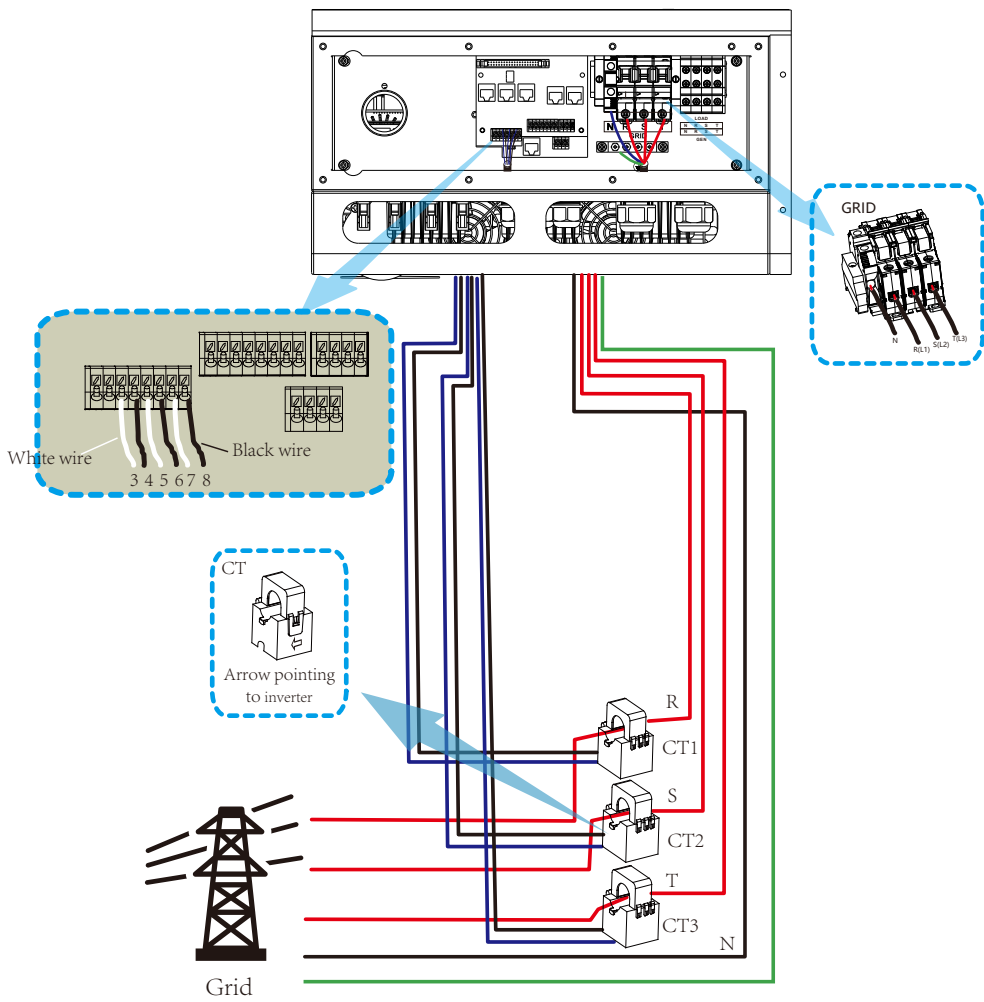 LOAD
N R S T
N R S T
GEN
N R S T
GRID
GRID
N
R(L1)
S(L2)
T(L3)
White wire
Black wire
3 4 5 6 7 8
CT
Arrow pointing
to inverter
R
CT1
S
CT2
T
CT3
N
Grid